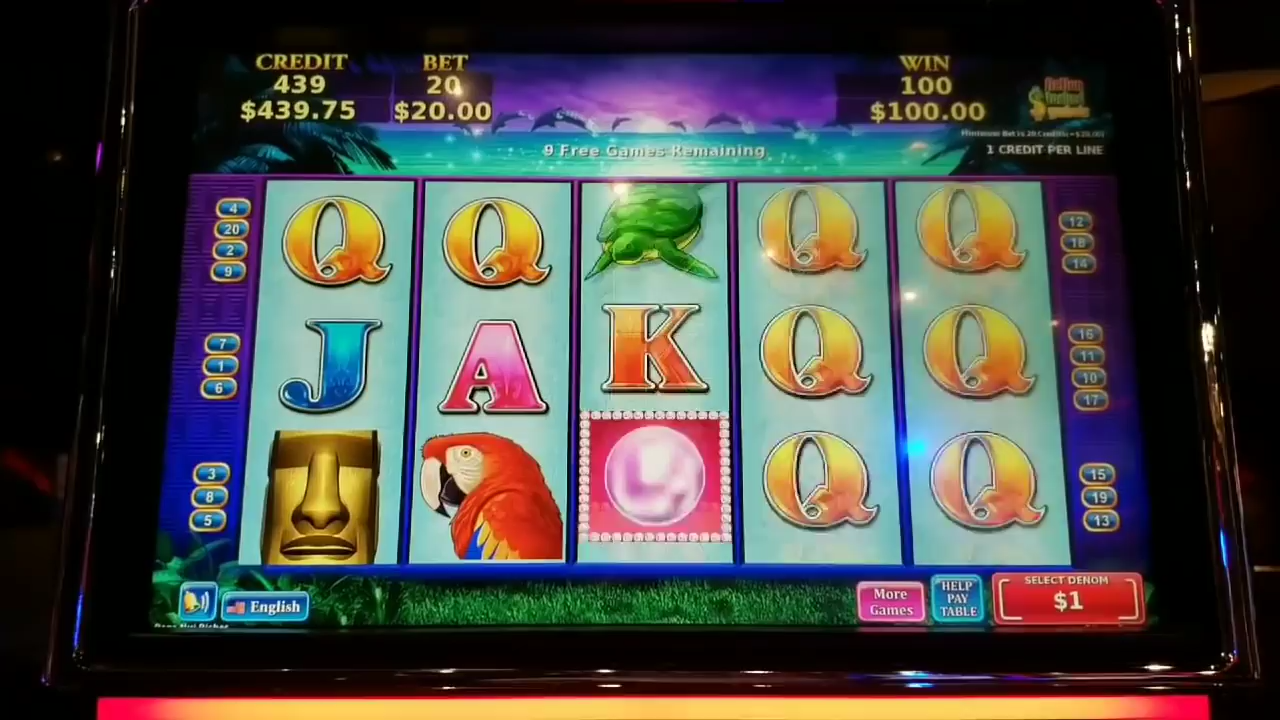 CREDIT BET WIN
439 20 100
$439.75 $20.00 $100.00
9 Free Games Remaining
1 CREDIT PER LINE
4
20
2
9
12
18
14
Q Q Q Q
7
1
6
16
11
10
17
J A K Q Q
3
8
5
15
19
13
Q Q
English
More
Games
HELP
PAY
TABLE
SELECT DENOM
$1